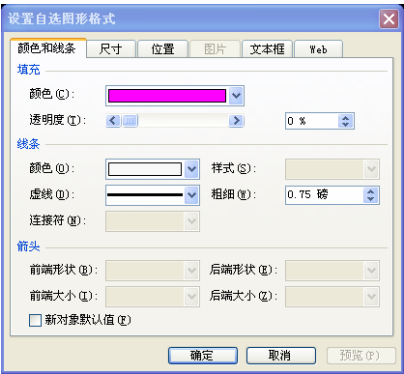 设置自选图形格式
颜色和线条 尺寸 位置 图片 文本框 Web
填充
颜色(C):
透明度(T): 0 %
线条
颜色(O): 样式(S):
虚线(D): 粗细(W): 0.75 磅
连接符(N):
箭头
前端形状(B): 后端形状(E):
前端大小(I): 后端大小(Z):
新对象默认值(F)
确定 取消 预览(P)